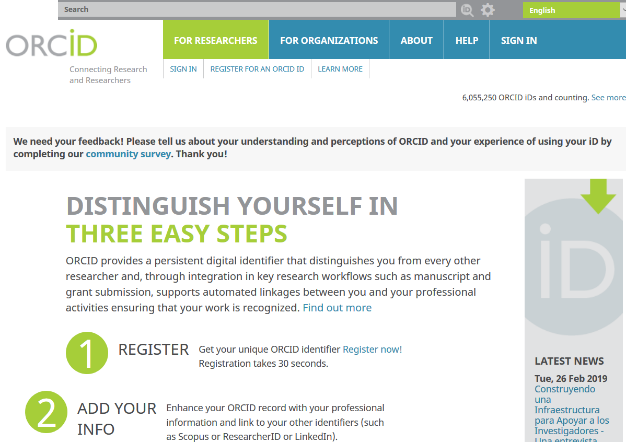 Search
English
ORCID
Connecting Research
and Researchers
FOR RESEARCHERS
FOR ORGANIZATIONS
ABOUT
HELP
SIGN IN
SIGN IN
REGISTER FOR AN ORCID ID
LEARN MORE
6,055,250 ORCID iDs and counting. See more
We need your feedback! Please tell us about your understanding and perceptions of ORCID and your experience of using your iD by
completing our community survey. Thank you!
DISTINGUISH YOURSELF IN
THREE EASY STEPS
ORCID provides a persistent digital identifier that distinguishes you from every other
researcher and, through integration in key research workflows such as manuscript and
grant submission, supports automated linkages between you and your professional
activities ensuring that your work is recognized. Find out more
1
REGISTER
Get your unique ORCID identifier Register now!
Registration takes 30 seconds.
2
ADD YOUR
INFO
Enhance your ORCID record with your professional
information and link to your other identifiers (such
as Scopus or ResearcherID or LinkedIn).
iD
LATEST NEWS
Tue, 26 Feb 2019
Construyendo
una
Infraestructura
para Apoyar a los
Investigadores -
Una entrevista